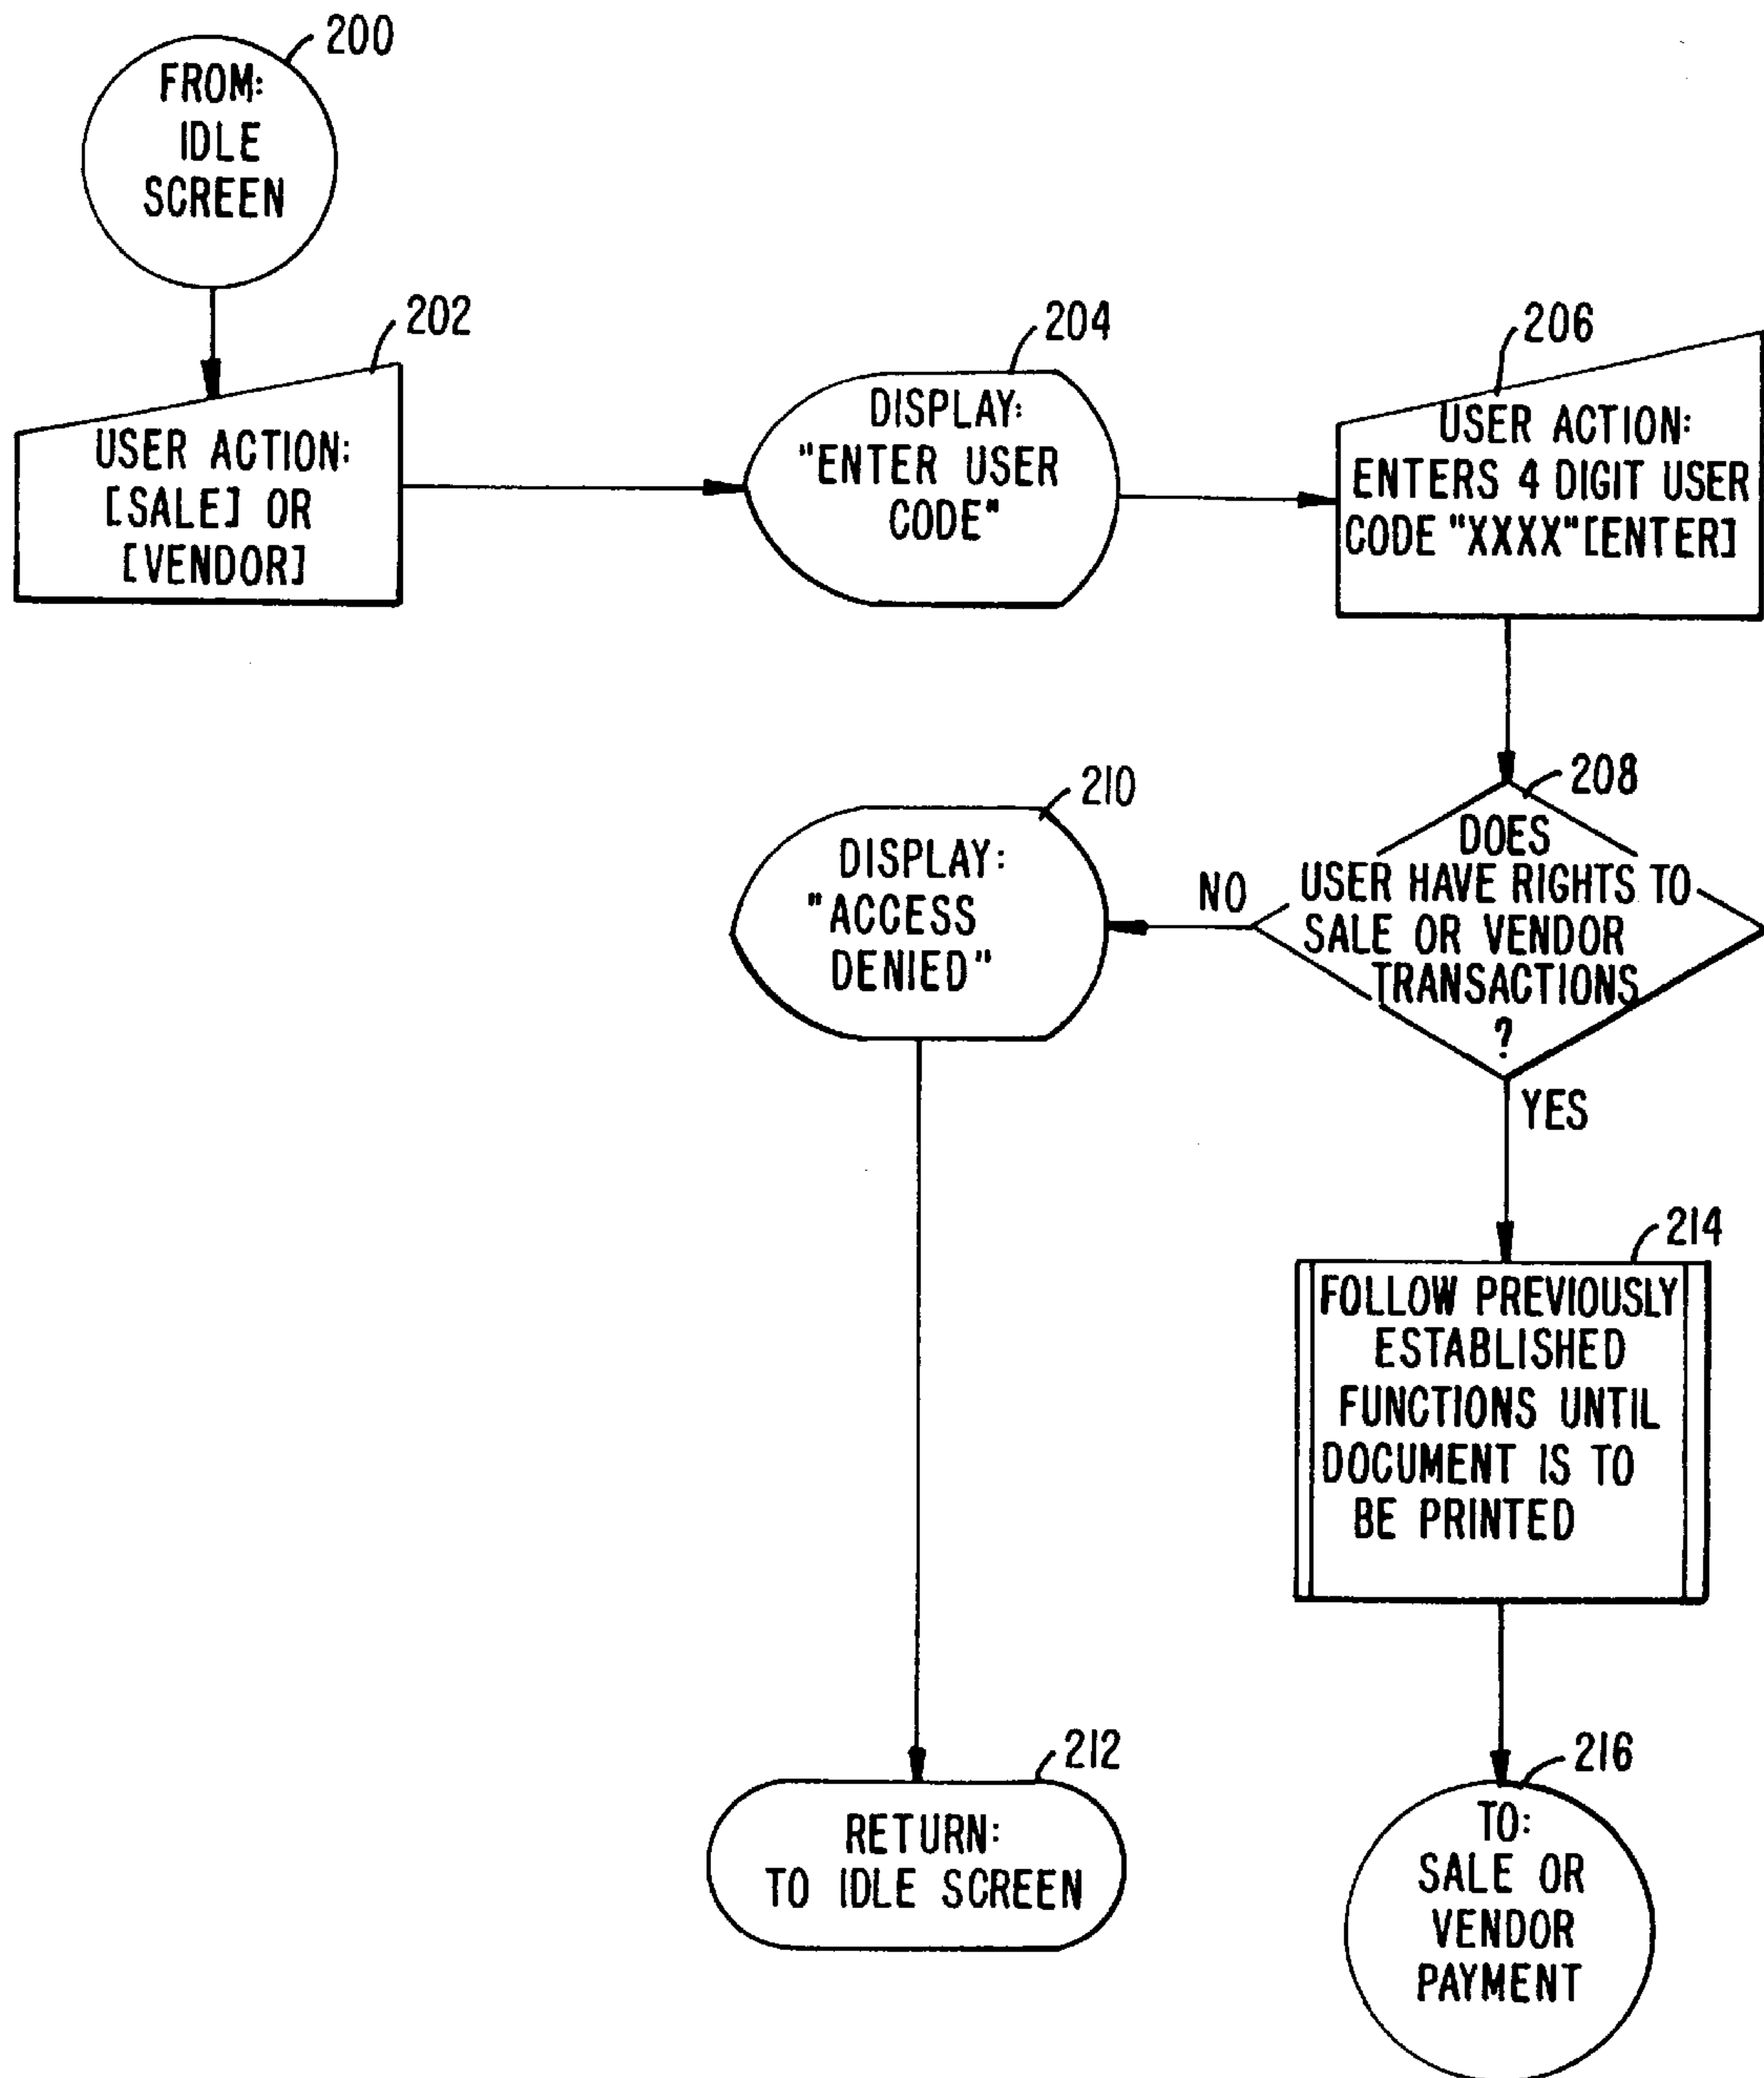 200
FROM:
IDLE
SCREEN
202
USER ACTION:
[SALE] OR
[VENDOR]
204
DISPLAY:
"ENTER USER
CODE"
206
USER ACTION:
ENTERS 4 DIGIT USER
CODE "XXXX"[ENTER]
208
DOES
USER HAVE RIGHTS TO
SALE OR VENDOR
TRANSACTIONS
?
NO
210
DISPLAY:
"ACCESS
DENIED"
YES
214
FOLLOW PREVIOUSLY
ESTABLISHED
FUNCTIONS UNTIL
DOCUMENT IS TO
BE PRINTED
212
RETURN:
TO IDLE SCREEN
216
TO:
SALE OR
VENDOR
PAYMENT